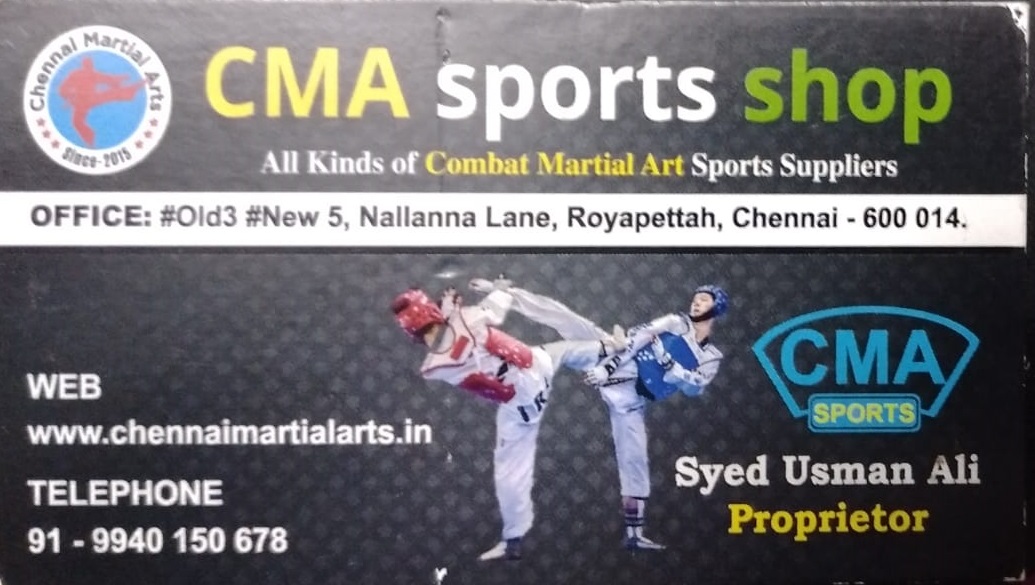 Chennai Martial Arts
Since-2015
CMA sports shop
All Kinds of Combat Martial Art Sports Suppliers
OFFICE: #Old3 #New 5, Nallanna Lane, Royapettah, Chennai - 600 014.
WEB
www.chennaimartialarts.in
TELEPHONE
91 - 9940 150 678
CMA
SPORTS
Syed Usman Ali
Proprietor